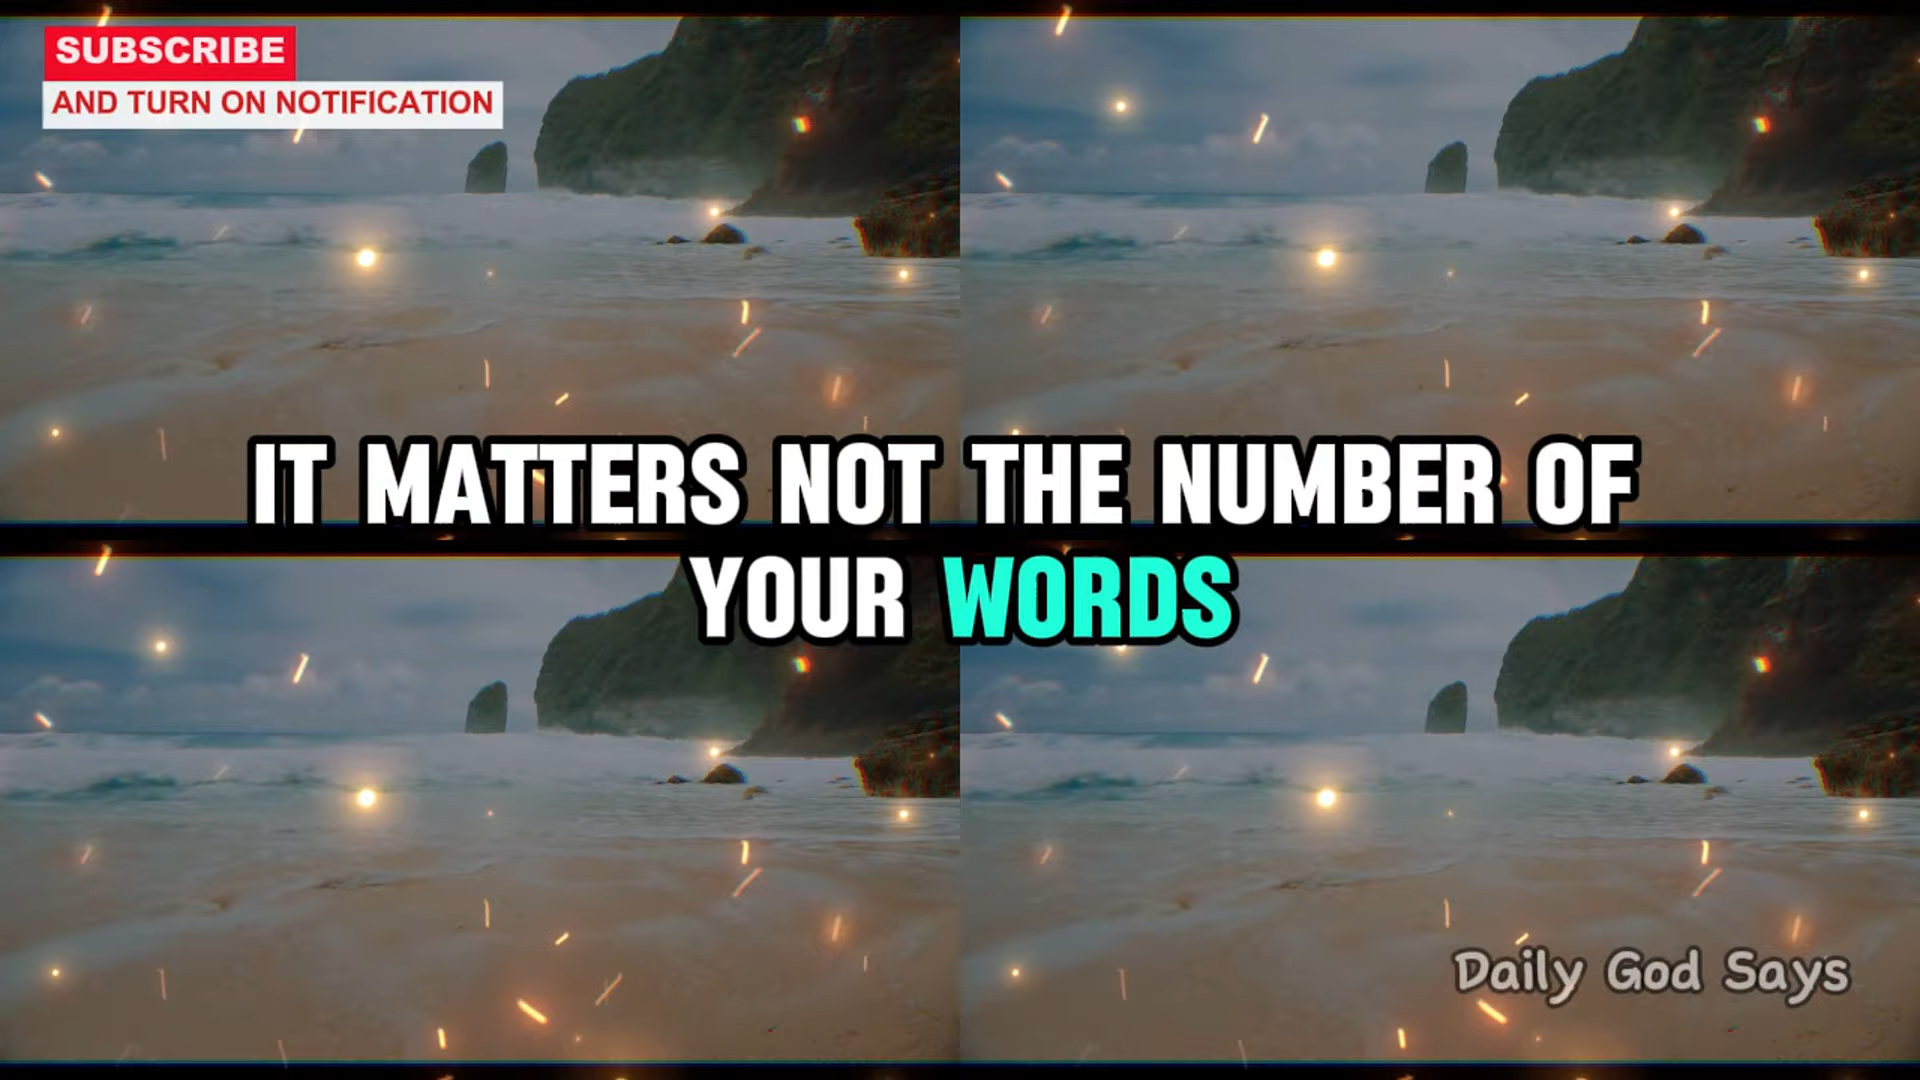 SUBSCRIBE
AND TURN ON NOTIFICATION
IT MATTERS NOT THE NUMBER OF
YOUR WORDS
Daily God Says